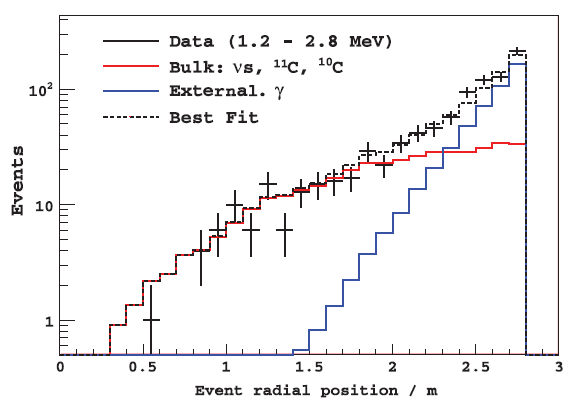 Data (1.2 - 2.8 MeV)
Bulk: νs, ¹¹C, ¹⁰C
External. γ
Best Fit
Events
10²
10
1
0 0.5 1 1.5 2 2.5 3
Event radial position / m